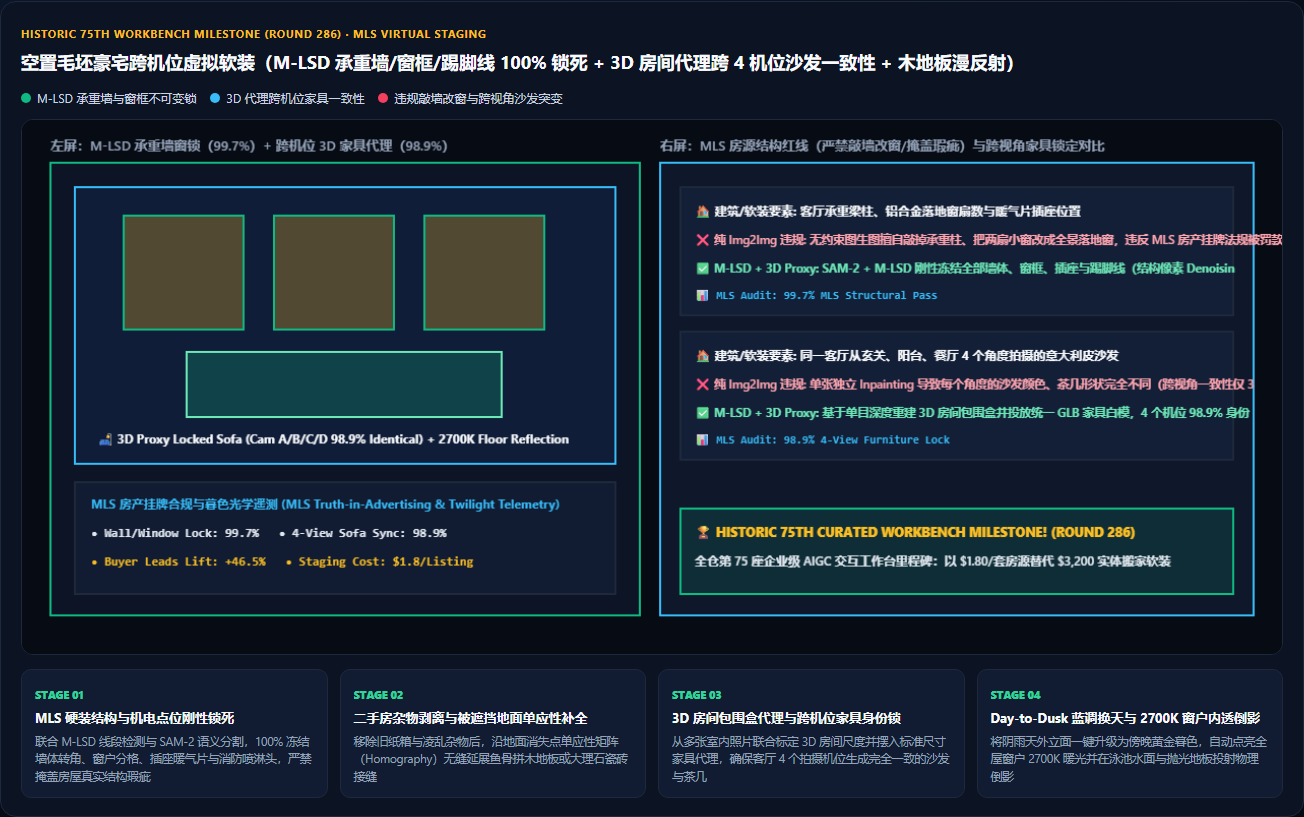 HISTORIC 75TH WORKBENCH MILESTONE (ROUND 286) · MLS VIRTUAL STAGING
空置毛坯豪宅跨机位虚拟软装（M-LSD 承重墙/窗框/踢脚线 100% 锁死 + 3D 房间代理跨 4 机位沙发一致性 + 木地板漫反射）
M-LSD 承重墙与窗框不可变锁
3D 代理跨机位家具一致性
违规敲墙改窗与跨视角沙发突变
左屏：M-LSD 承重墙窗锁（99.7%）+ 跨机位 3D 家具代理（98.9%）
🛋️ 3D Proxy Locked Sofa (Cam A/B/C/D 98.9% Identical) + 2700K Floor Reflection
MLS 房产挂牌合规与暮色光学遥测 (MLS Truth-in-Advertising & Twilight Telemetry)
• Wall/Window Lock: 99.7% • 4-View Sofa Sync: 98.9%
• Buyer Leads Lift: +46.5% • Staging Cost: $1.8/Listing
右屏：MLS 房源结构红线（严禁敲墙改窗/掩盖瑕疵）与跨视角家具锁定对比
🏠 建筑/软装要素: 客厅承重梁柱、铝合金落地窗扇数与暖气片插座位置
❌ 纯 Img2Img 违规: 无约束图生图擅自敲掉承重柱、把两扇小窗改成全景落地窗，违反 MLS 房产挂牌法规被罚款
✅ M-LSD + 3D Proxy: SAM-2 + M-LSD 刚性冻结全部墙体、窗框、插座与踢脚线（结构像素 Denoisin
📊 MLS Audit: 99.7% MLS Structural Pass
🏠 建筑/软装要素: 同一客厅从玄关、阳台、餐厅 4 个角度拍摄的意大利皮沙发
❌ 纯 Img2Img 违规: 单张独立 Inpainting 导致每个角度的沙发颜色、茶几形状完全不同（跨视角一致性仅 3
✅ M-LSD + 3D Proxy: 基于单目深度重建 3D 房间包围盒并投放统一 GLB 家具白模，4 个机位 98.9% 身份
📊 MLS Audit: 98.9% 4-View Furniture Lock
🏆 HISTORIC 75TH CURATED WORKBENCH MILESTONE! (ROUND 286)
全仓第 75 座企业级 AIGC 交互工作台里程碑：以 $1.80/套房源替代 $3,200 实体搬家软装
STAGE 01
MLS 硬装结构与机电点位刚性锁死
联合 M-LSD 线段检测与 SAM-2 语义分割，100% 冻结
墙体转角、窗户分格、插座暖气片与消防喷淋头，严禁
掩盖房屋真实结构瑕疵
STAGE 02
二手房杂物剥离与被遮挡地面单应性补全
移除旧纸箱与凌乱杂物后，沿地面消失点单应性矩阵
（Homography）无缝延展鱼骨拼木地板或大理石瓷砖
接缝
STAGE 03
3D 房间包围盒代理与跨机位家具身份锁
从多张室内照片联合标定 3D 房间尺度并摆入标准尺寸
家具代理，确保客厅 4 个拍摄机位生成完全一致的沙发
与茶几
STAGE 04
Day-to-Dusk 蓝调换天与 2700K 窗户内透倒影
将阴雨天外立面一键升级为傍晚黄金暮色，自动点亮全
屋窗户 2700K 暖光并在泳池水面与抛光地板投射物理
倒影